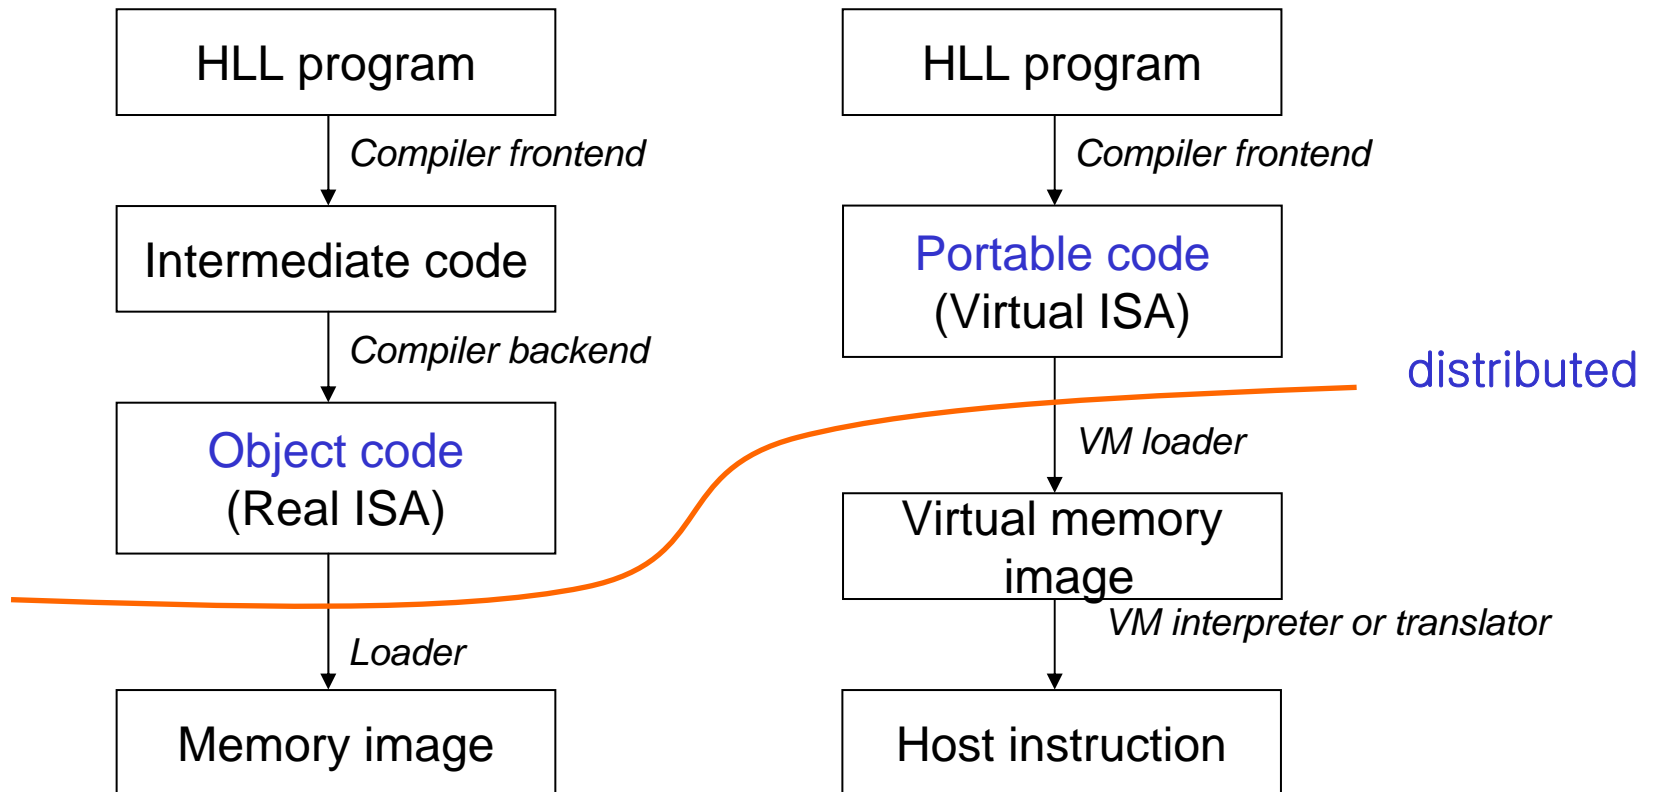 HLL program
Compiler frontend
Intermediate code
Compiler backend
Object code
(Real ISA)
Loader
Memory image
HLL program
Compiler frontend
Portable code
(Virtual ISA)
distributed
VM loader
Virtual memory
image
VM interpreter or translator
Host instruction